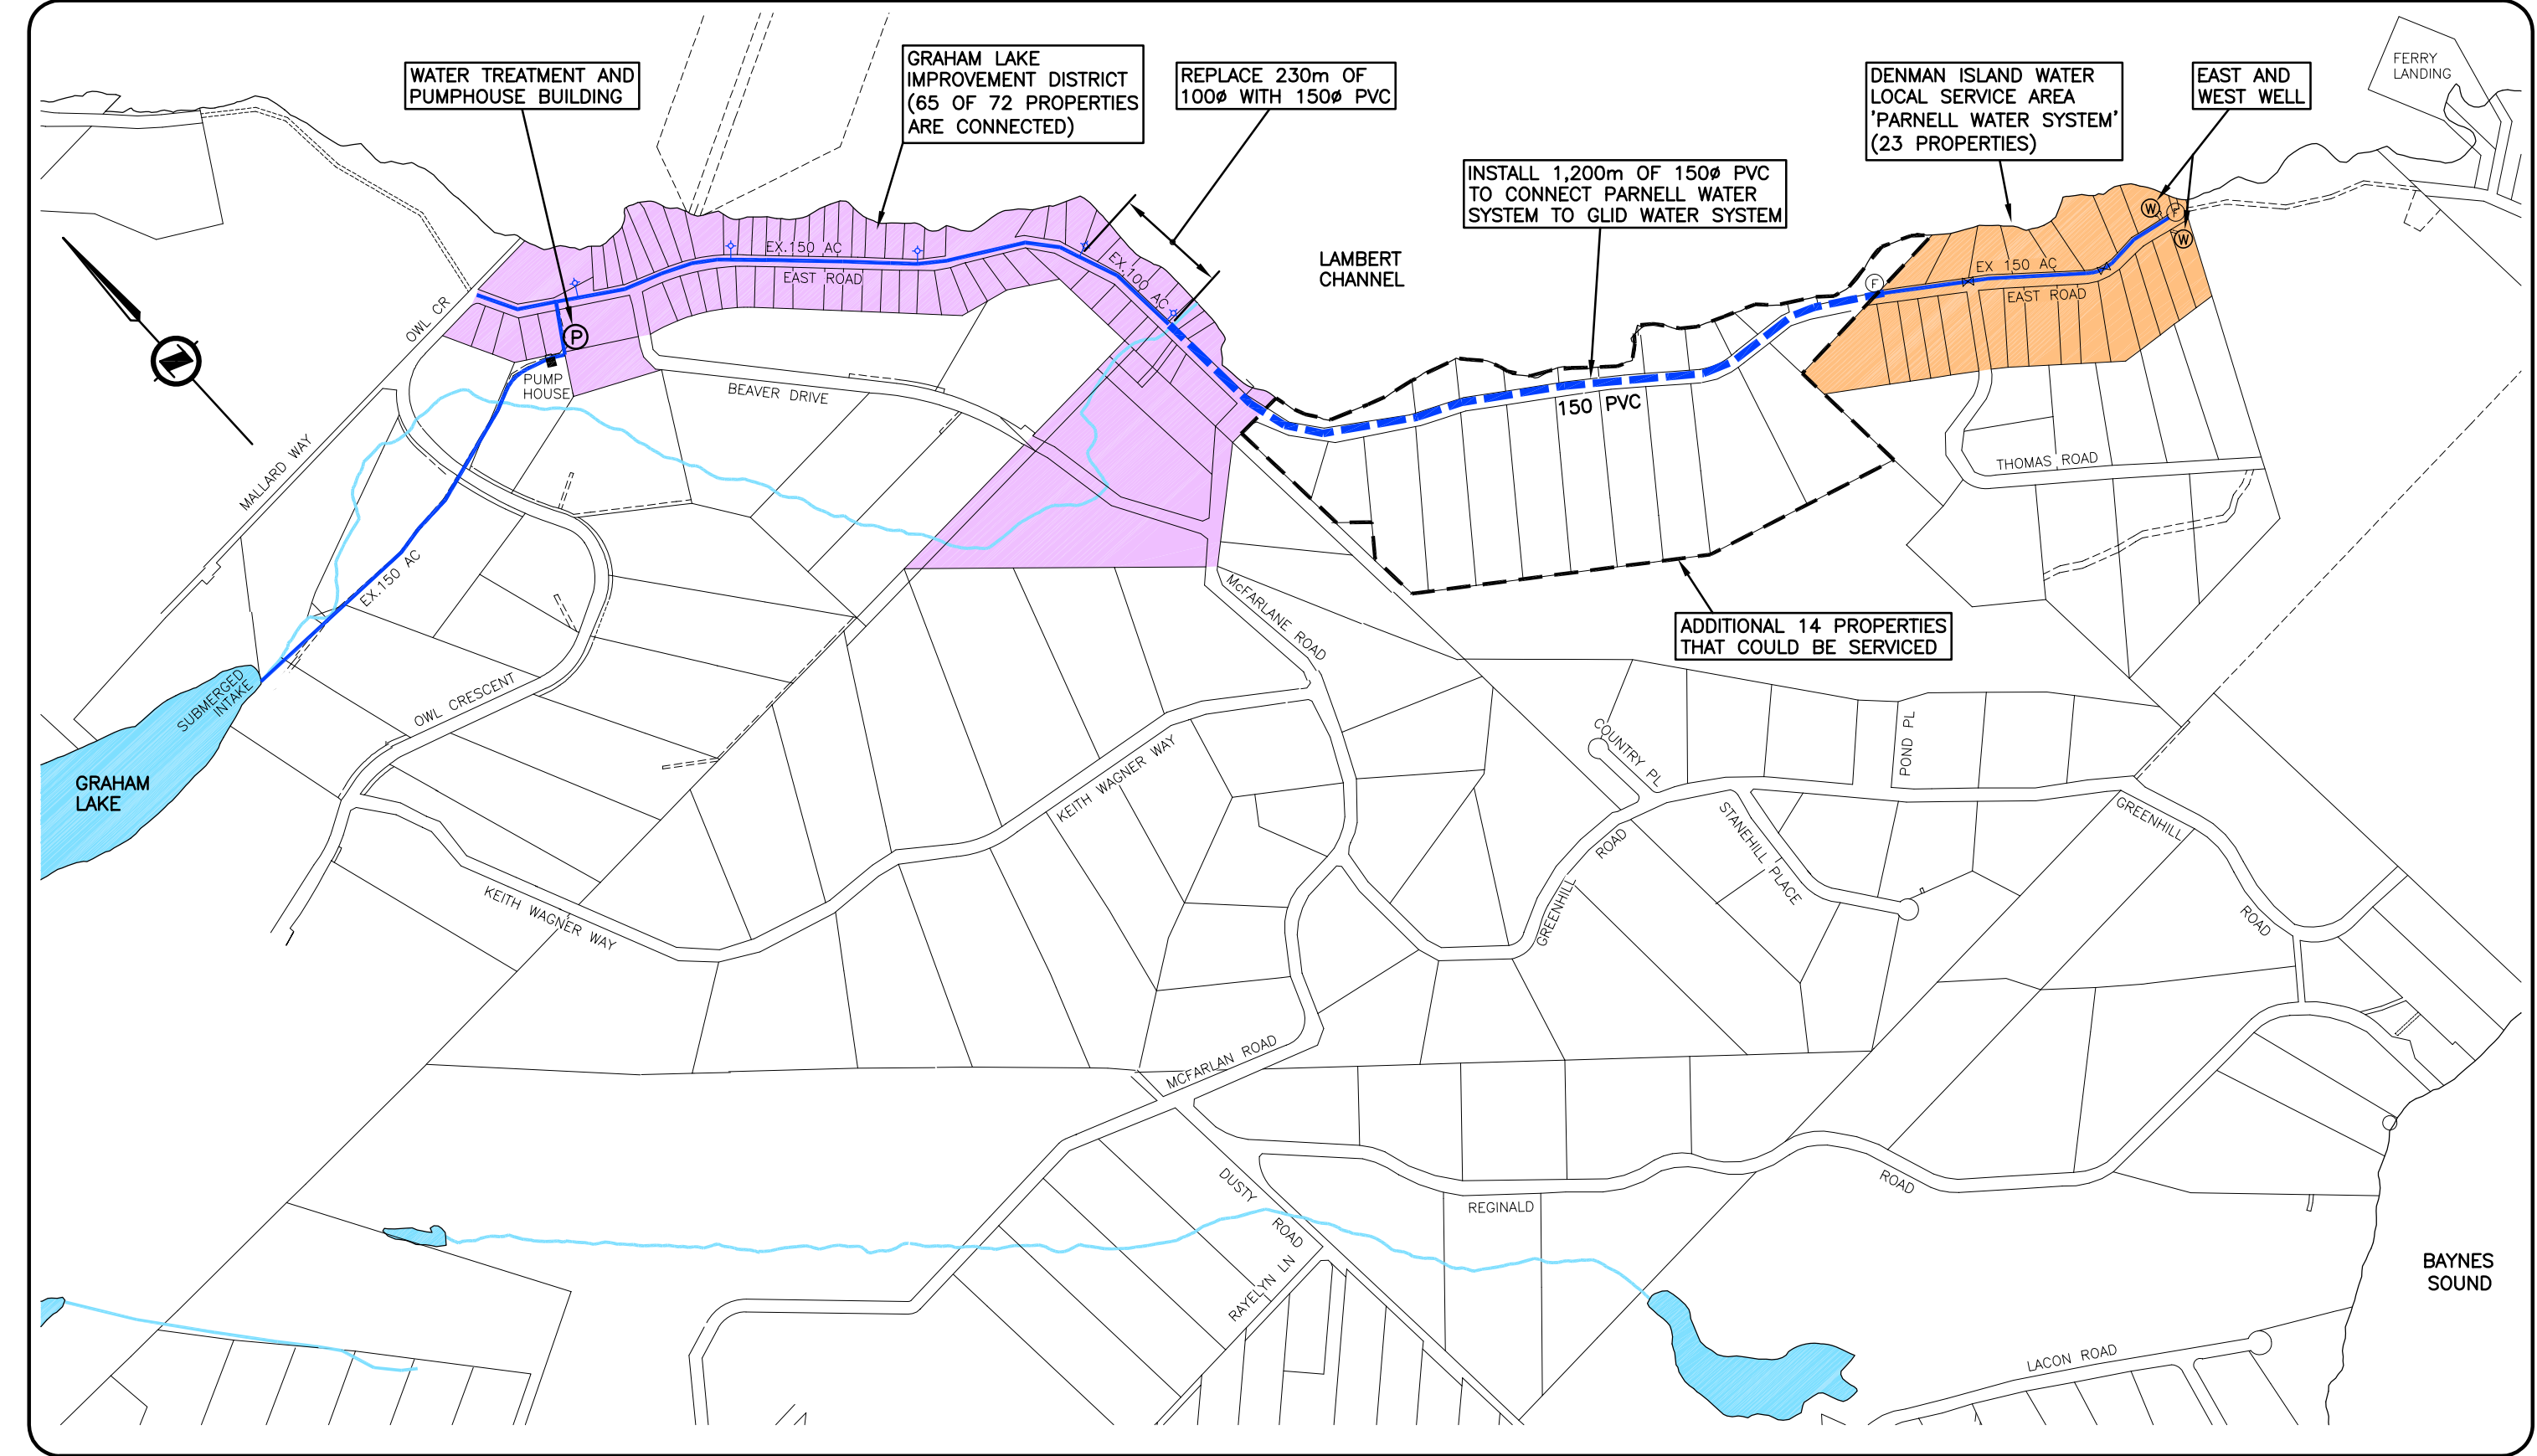 WATER TREATMENT AND
PUMPHOUSE BUILDING
GRAHAM LAKE
IMPROVEMENT DISTRICT
(65 OF 72 PROPERTIES
ARE CONNECTED)
REPLACE 230m OF
100ø WITH 150ø PVC
INSTALL 1,200m OF 150ø PVC
TO CONNECT PARNELL WATER
SYSTEM TO GLID WATER SYSTEM
DENMAN ISLAND WATER
LOCAL SERVICE AREA
'PARNELL WATER SYSTEM'
(23 PROPERTIES)
EAST AND
WEST WELL
FERRY
LANDING
LAMBERT
CHANNEL
EX.150 AC
EAST ROAD
EX.100 AC
EX 150 AC
EAST ROAD
W
F
W
F
P
OWL CR
PUMP
HOUSE
BEAVER DRIVE
150 PVC
MALLARD WAY
THOMAS ROAD
EX.150 AC
McFARLANE ROAD
ADDITIONAL 14 PROPERTIES
THAT COULD BE SERVICED
SUBMERGED
INTAKE
OWL CRESCENT
GRAHAM
LAKE
KEITH WAGNER WAY
COUNTRY PL
POND PL
STANEHILL PLACE
GREENHILL
ROAD
GREENHILL
ROAD
KEITH WAGNER WAY
MCFARLAN ROAD
DUSTY
ROAD
RAYELYN LN
REGINALD
ROAD
BAYNES
SOUND
LACON ROAD